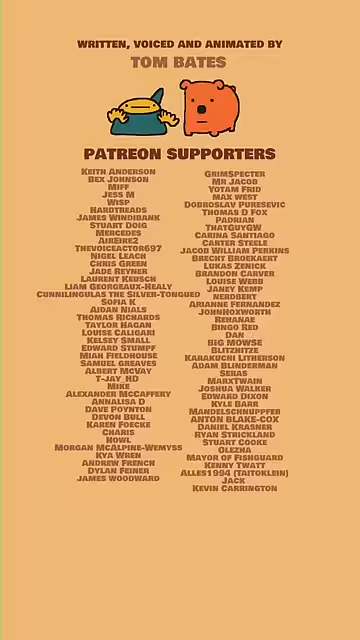 WRITTEN, VOICED AND ANIMATED BY
TOM BATES
PATREON SUPPORTERS
KEITH ANDERSON
BEX JOHNSON
MIFF
JESS M
WISP
HARDTREADS
JAMES WINDIBANK
STUART DOIG
MERCEDES
AIREIRE2
THEVOICEACTOR697
NIGEL LEACH
CHRIS GREEN
JADE REYNER
LAURENT KEUSCH
LIAM GEORGEAUX-HEALY
CUNNILINGULAS THE SILVER-TONGUED
SOFIA K
AIDAN NIALS
THOMAS RICHARDS
TAYLOR HAGAN
LOUISE CALIGARI
KELSEY SMALL
EDWARD STUMPF
MIAH FIELDHOUSE
SAMUEL GREAVES
ALBERT MCVAY
T-JAY_HD
MIKE
ALEXANDER MCCAFFERY
ANNALISA D
DAVE POYNTON
DEVON BULL
KAREN FOECKE
CHARIS
HOWL
MORGAN MCALPINE-WEMYSS
KYA WREN
ANDREW FRENCH
DYLAN FEINER
JAMES WOODWARD
GRIMSPECTER
MR JACOB
YOTAM FRID
MAX WEST
DOBROSLAV PURESEVIC
THOMAS D FOX
PADRIAN
THATGUYGW
CARINA SANTIAGO
CARTER STEELE
JACOB WILLIAM PERKINS
BRECHT BROEKAERT
LUKAS ZENICK
BRANDON CARVER
LOUISE WEBB
JANEY KEMP
NERDBERT
ARIANNE FERNANDEZ
JOHNHOXWORTH
REHANAE
BINGO RED
DAN
BIG MOWSE
BLITZHITZE
KARAKUCHI LITHERSON
ADAM BLINDERMAN
SERAS
MARXTWAIN
JOSHUA WALKER
EDWARD DIXON
KYLE BARR
MANDELSCHNUPPFER
ANTON BLAKE-COX
DANIEL KRASNER
RYAN STRICKLAND
STUART COOKE
OLEZHA
MAYOR OF FISHGUARD
KENNY TWATT
ALLES1994 (TAITOKLEIN)
JACK
KEVIN CARRINGTON